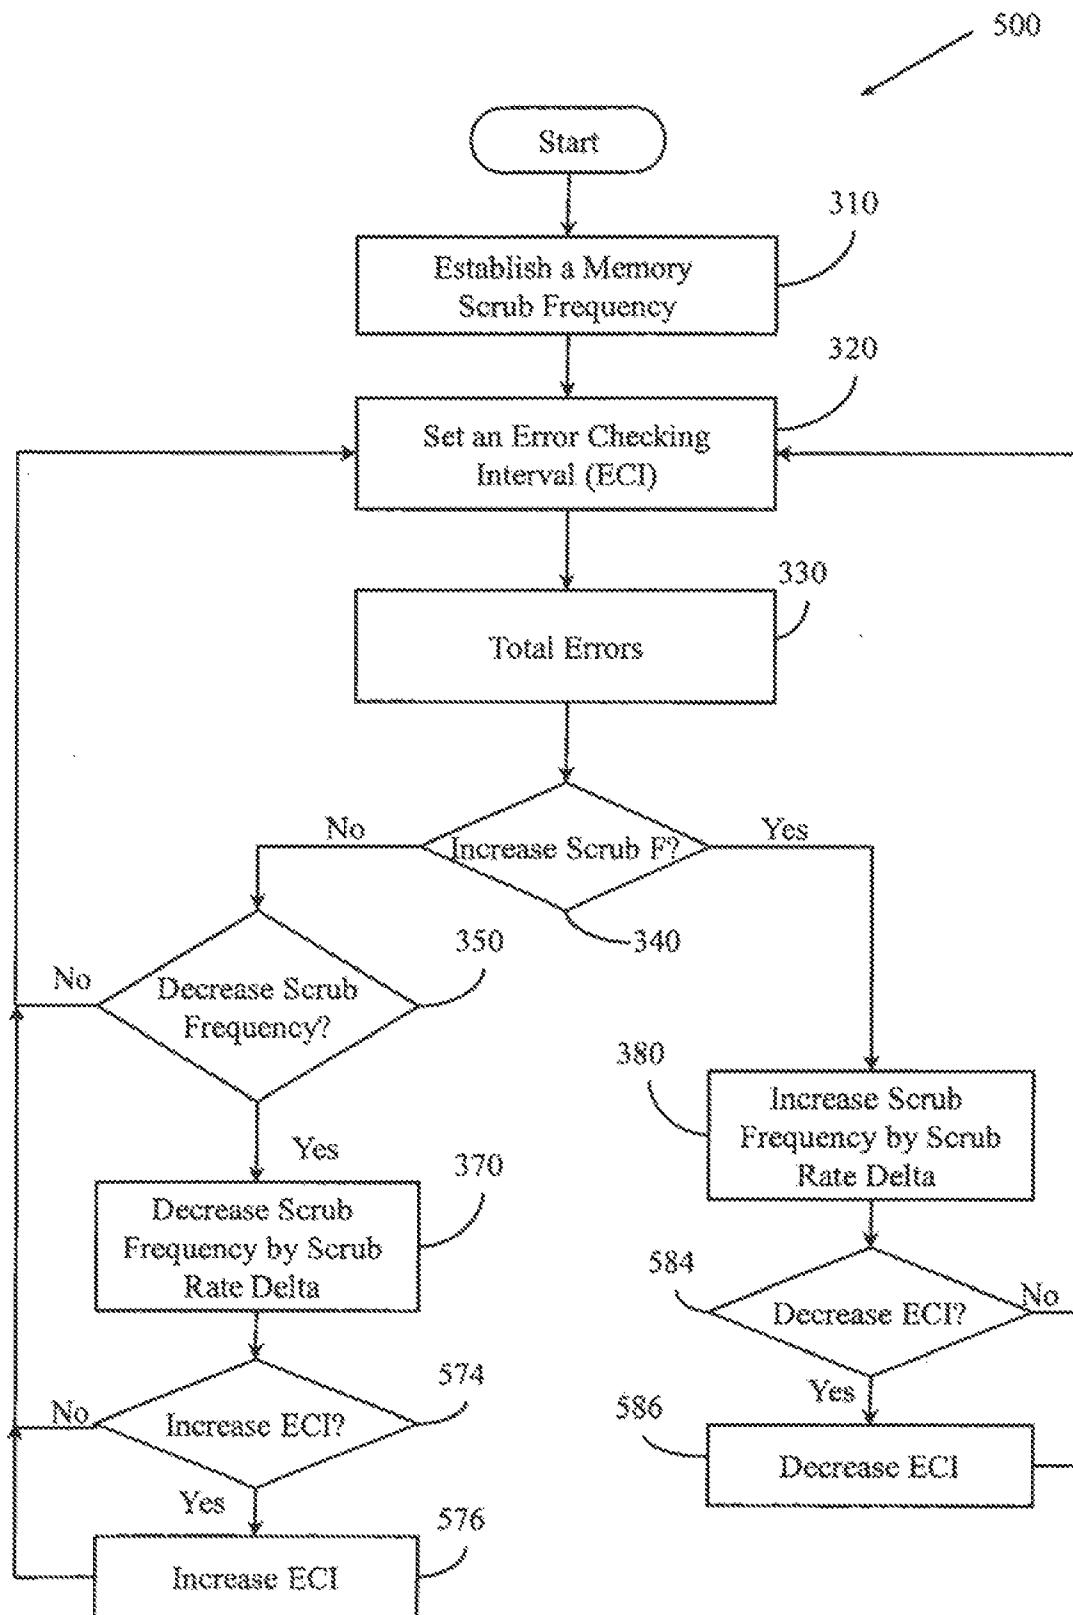 500
Start
310
Establish a Memory
Scrub Frequency
320
Set an Error Checking
Interval (ECI)
330
Total Errors
No
Increase Scrub F?
Yes
340
350
No
Decrease Scrub
Frequency?
Yes
380
Increase Scrub
Frequency by Scrub
Rate Delta
370
Decrease Scrub
Frequency by Scrub
Rate Delta
584
Decrease ECI?
No
Yes
574
No
Increase ECI?
Yes
586
Decrease ECI
576
Increase ECI